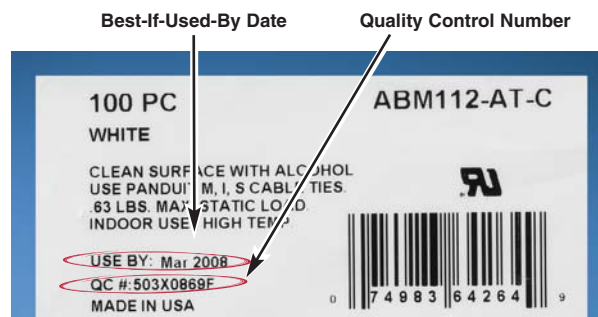 Best-If-Used-By Date Quality Control Number
100 PC ABM112-AT-C
WHITE
CLEAN SURFACE WITH ALCOHOL
USE PANDUIT M, I, S CABLE TIES.
.63 LBS. MAX. STATIC LOAD.
INDOOR USE, HIGH TEMP.
USE BY: Mar 2008
QC #:503X0869F
MADE IN USA
0 74983 64264 9